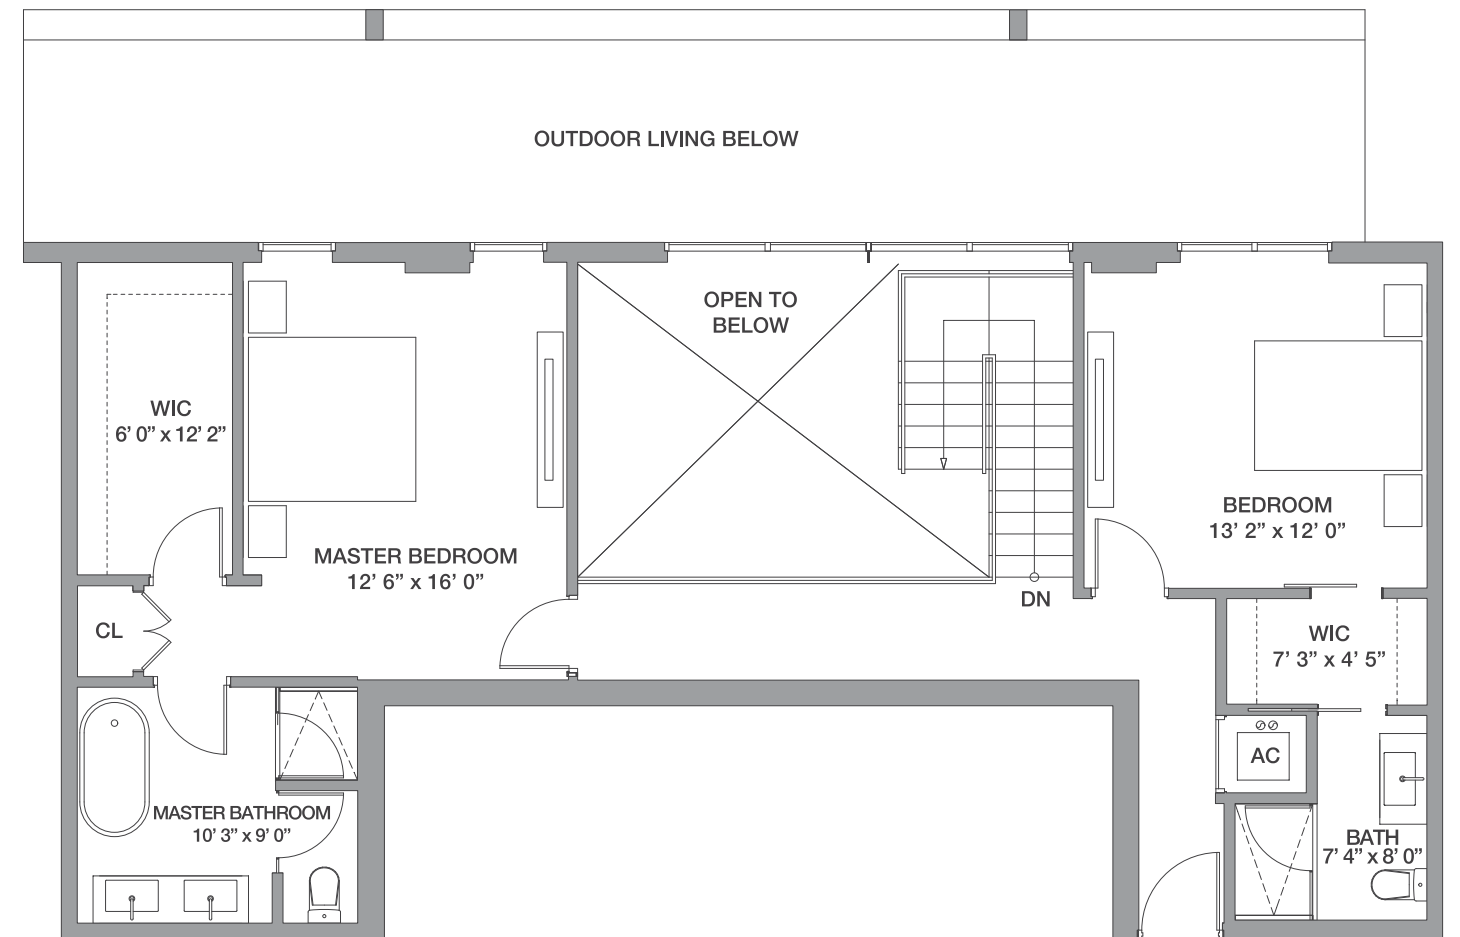 OUTDOOR LIVING BELOW
OPEN TO
BELOW
WIC
6’ 0” x 12’ 2”
MASTER BEDROOM
12’ 6” x 16’ 0”
BEDROOM
13’ 2” x 12’ 0”
DN
CL
WIC
7’ 3” x 4’ 5”
AC
MASTER BATHROOM
10’ 3” x 9’ 0”
BATH
7’ 4” x 8’ 0”